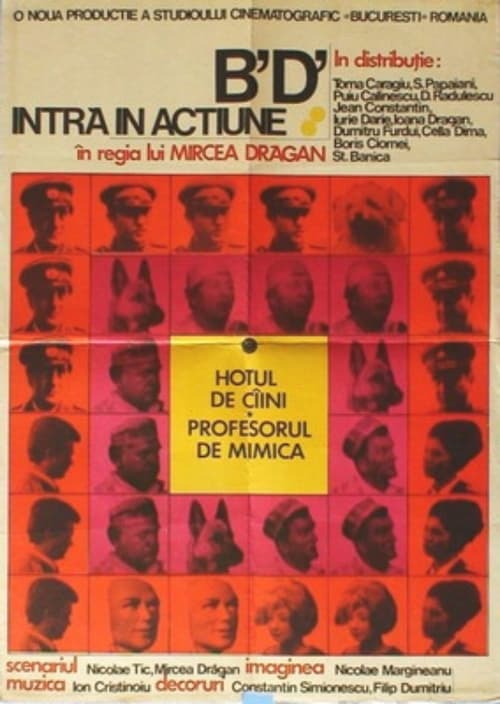 O NOUA PRODUCTIE A STUDIOULUI CINEMATOGRAFIC «BUCURESTI» ROMANIA
B'D'
INTRA IN ACTIUNE
în regia lui MIRCEA DRAGAN
In distribuție:
Toma Caragiu, S. Papaiani,
Puiu Calinescu, D. Radulescu
Jean Constantin,
Iurie Darie, Ioana Dragan,
Dumitru Furdui, Cella Dima,
Boris Ciornei,
St. Banica
HOTUL
DE CÎINI
•
PROFESORUL
DE MIMICA
scenariul Nicolae Tic, Mircea Drăgan imaginea Nicolae Margineanu
muzica Ion Cristinoiu decoruri Constantin Simionescu, Filip Dumitriu